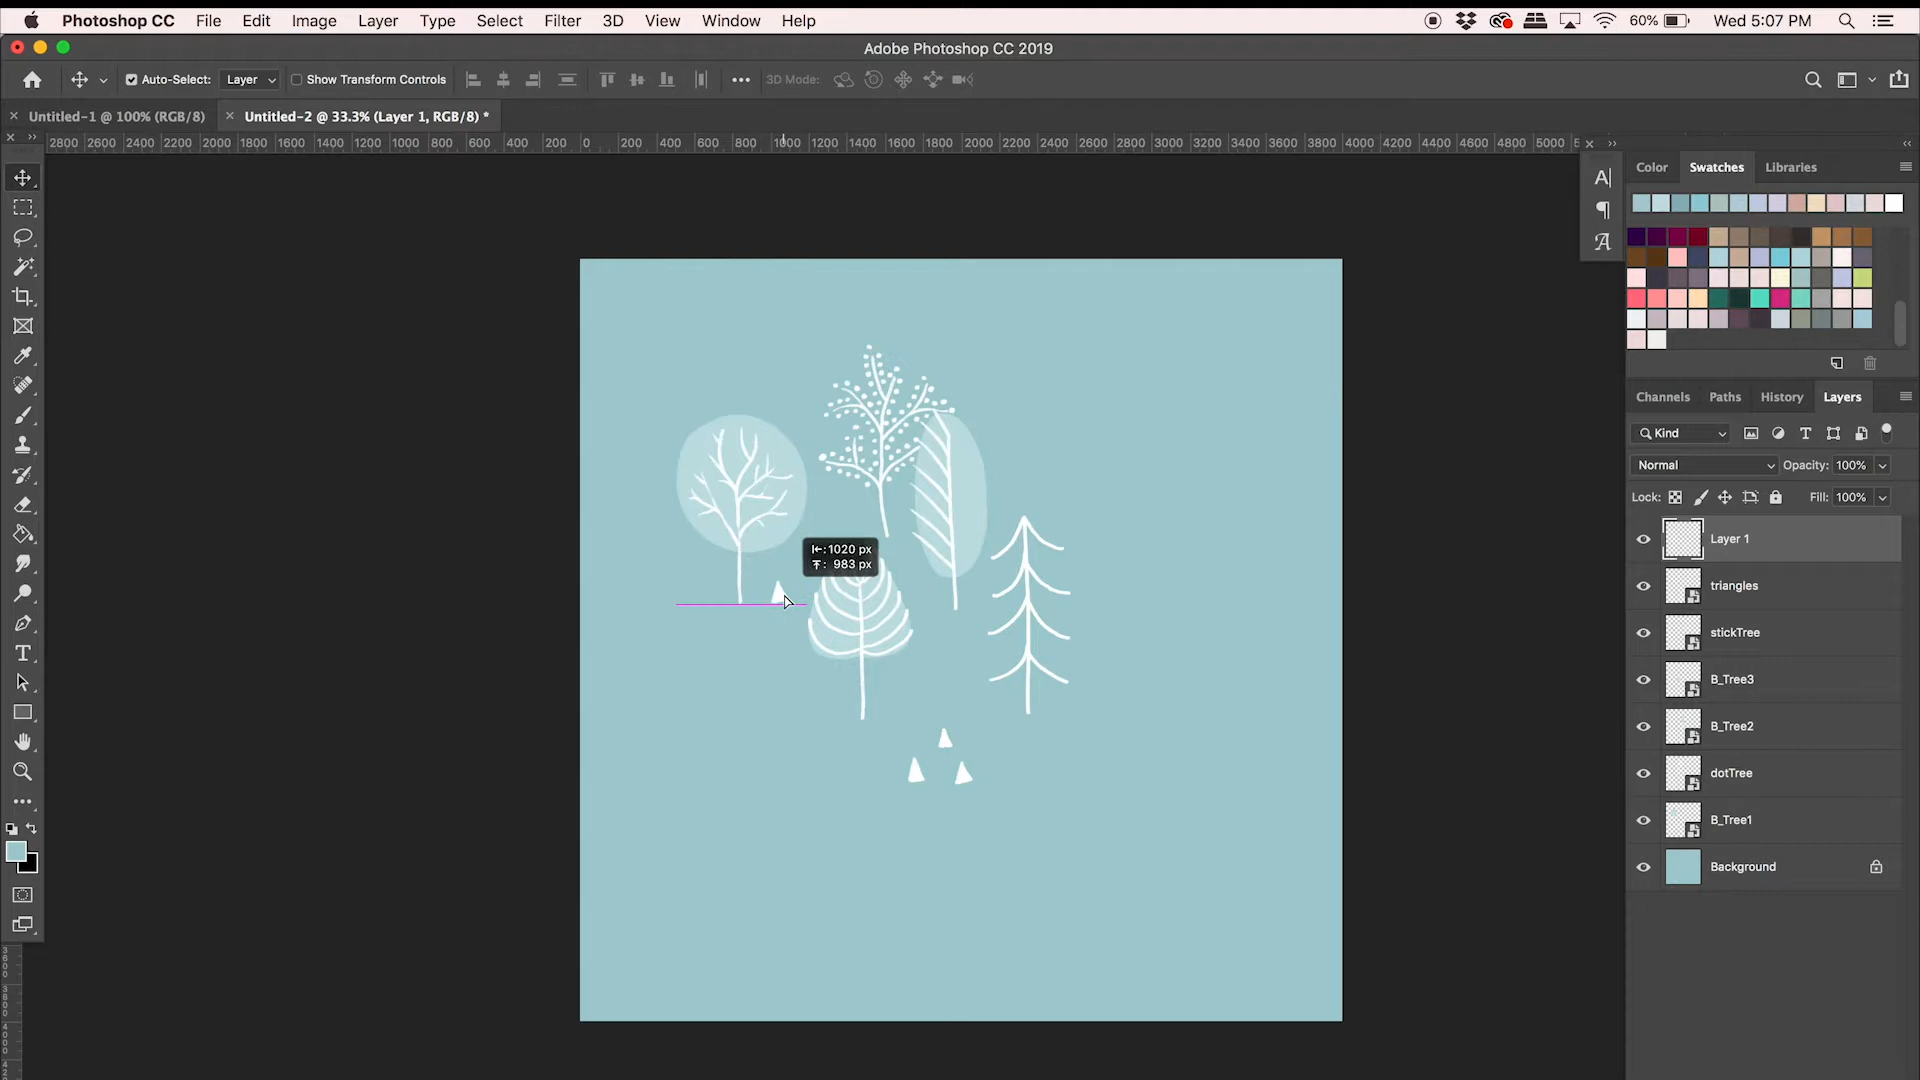 Photoshop CC File Edit Image Layer Type Select Filter 3D View Window Help 60% Wed 5:07 PM
Adobe Photoshop CC 2019
Auto-Select: Layer Show Transform Controls 3D Mode:
Untitled-1 @ 100% (RGB/8) Untitled-2 @ 33.3% (Layer 1, RGB/8) *
2800 2600 2400 2200 2000 1800 1600 1400 1200 1000 800 600 400 200 0 200 400 600 800 1000 1200 1400 1600 1800 2000 2200 2400 2600 2800 3000 3200 3400 3600 3800 4000 4200 4400 4600 4800 5000
Color Swatches Libraries
Channels Paths History Layers
Kind
Normal Opacity: 100%
Lock: Fill: 100%
Layer 1
1020 px
983 px
triangles
stickTree
B_Tree3
B_Tree2
dotTree
B_Tree1
Background